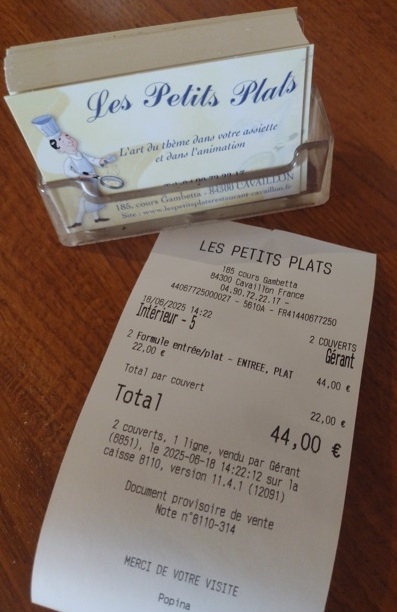 Les Petits Plats
L'art du thème dans votre assiette
et dans l'animation
185, cours Gambetta - 84300 CAVAILLON
Site : www.lespetitsplatsrestaurant-cavaillon.fr
LES PETITS PLATS
185 cours Gambetta
84300 Cavaillon France
04.90.72.22.17 -
44067725000027 - 5610A - FR41440677250
18/06/2025 14:22
2 COUVERTS
Intérieur - 5
Gérant
2 Formule entrée/plat - ENTREE, PLAT
22,00 €
44,00 €
Total par couvert
22,00 €
Total
44,00 €
2 couverts, 1 ligne, vendu par Gérant
(6851), le 2025-06-18 14:22:12 sur la
caisse 8110, version 11.4.1 (12091)
Document provisoire de vente
Note n°8110-314
MERCI DE VOTRE VISITE
Popina